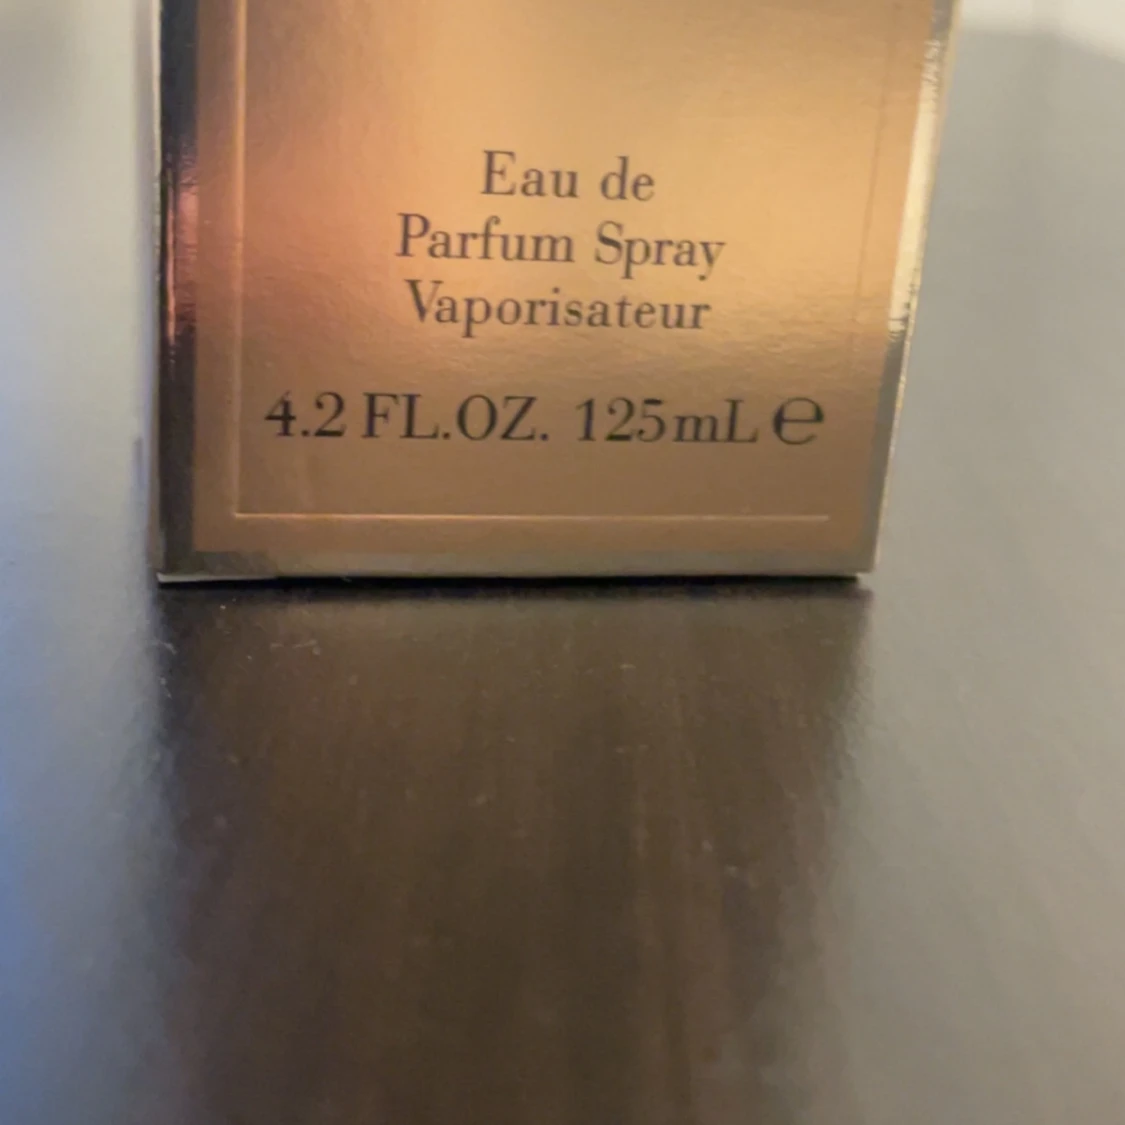 Eau de
Parfum Spray
Vaporisateur
4.2 FL.OZ. 125mL ℮